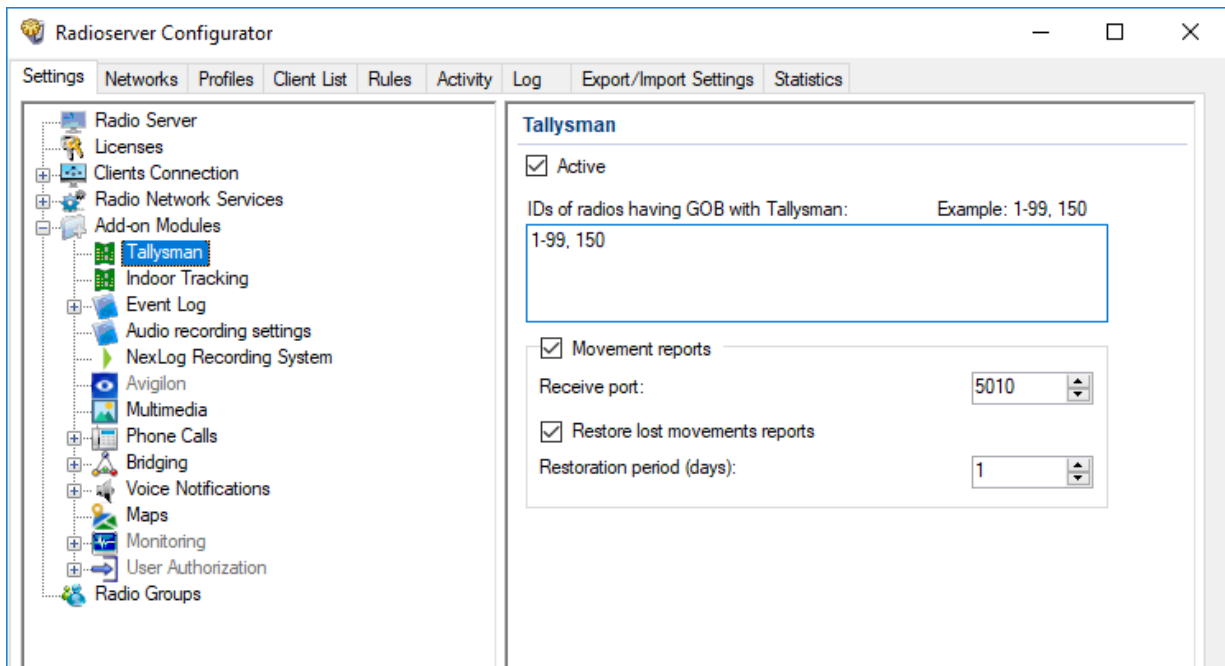 Radioserver Configurator
Settings Networks Profiles Client List Rules Activity Log Export/Import Settings Statistics
Radio Server
Licenses
Clients Connection
Radio Network Services
Add-on Modules
Tallysman
Indoor Tracking
Event Log
Audio recording settings
NexLog Recording System
Avigilon
Multimedia
Phone Calls
Bridging
Voice Notifications
Maps
Monitoring
User Authorization
Radio Groups
Tallysman
Active
IDs of radios having GOB with Tallysman: Example: 1-99, 150
1-99, 150
Movement reports
Receive port: 5010
Restore lost movements reports
Restoration period (days): 1